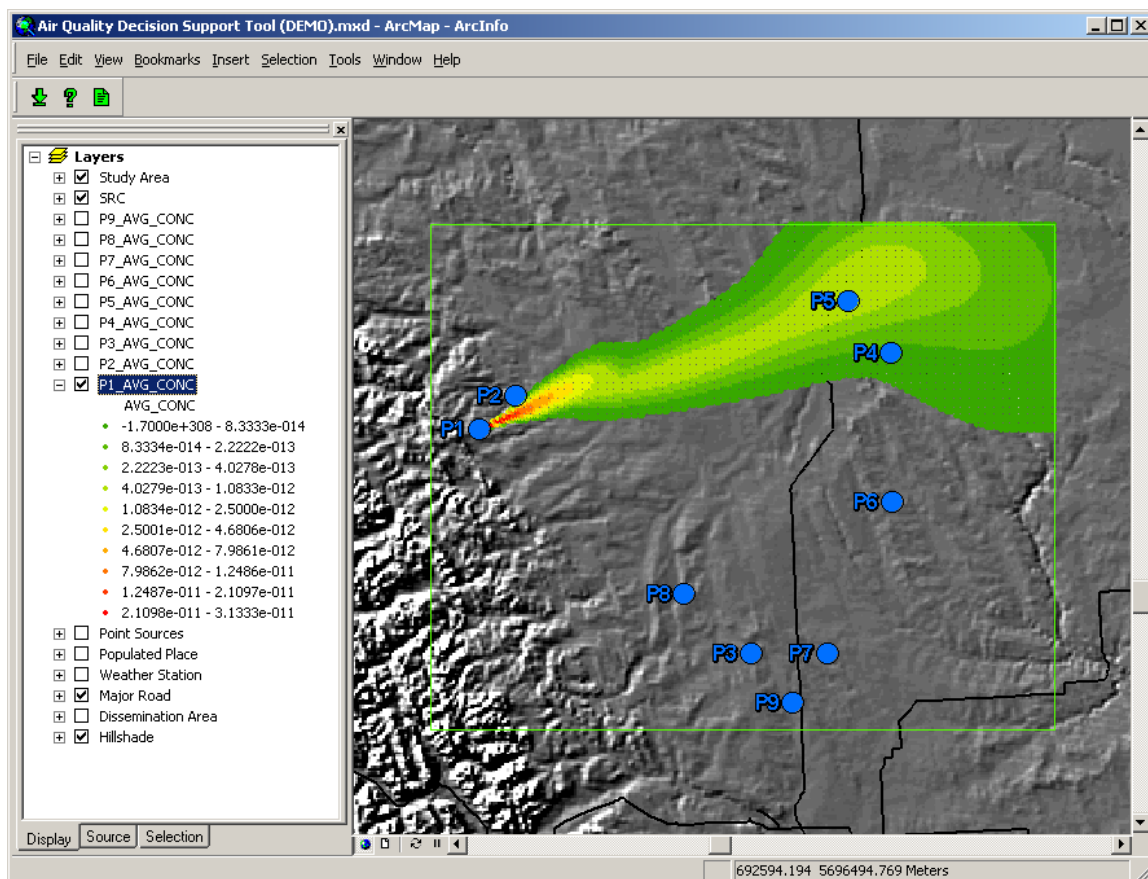 Air Quality Decision Support Tool (DEMO).mxd - ArcMap - ArcInfo
File Edit View Bookmarks Insert Selection Tools Window Help
Layers
Study Area
SRC
P9_AVG_CONC
P8_AVG_CONC
P7_AVG_CONC
P6_AVG_CONC
P5_AVG_CONC
P4_AVG_CONC
P3_AVG_CONC
P2_AVG_CONC
P1_AVG_CONC
AVG_CONC
-1.7000e+308 - 8.3333e-014
8.3334e-014 - 2.2222e-013
2.2223e-013 - 4.0278e-013
4.0279e-013 - 1.0833e-012
1.0834e-012 - 2.5000e-012
2.5001e-012 - 4.6806e-012
4.6807e-012 - 7.9861e-012
7.9862e-012 - 1.2486e-011
1.2487e-011 - 2.1097e-011
2.1098e-011 - 3.1333e-011
Point Sources
Populated Place
Weather Station
Major Road
Dissemination Area
Hillshade
Display Source Selection
P5
P4
P2
P1
P6
P8
P3 P7
P9
692594.194 5696494.769 Meters